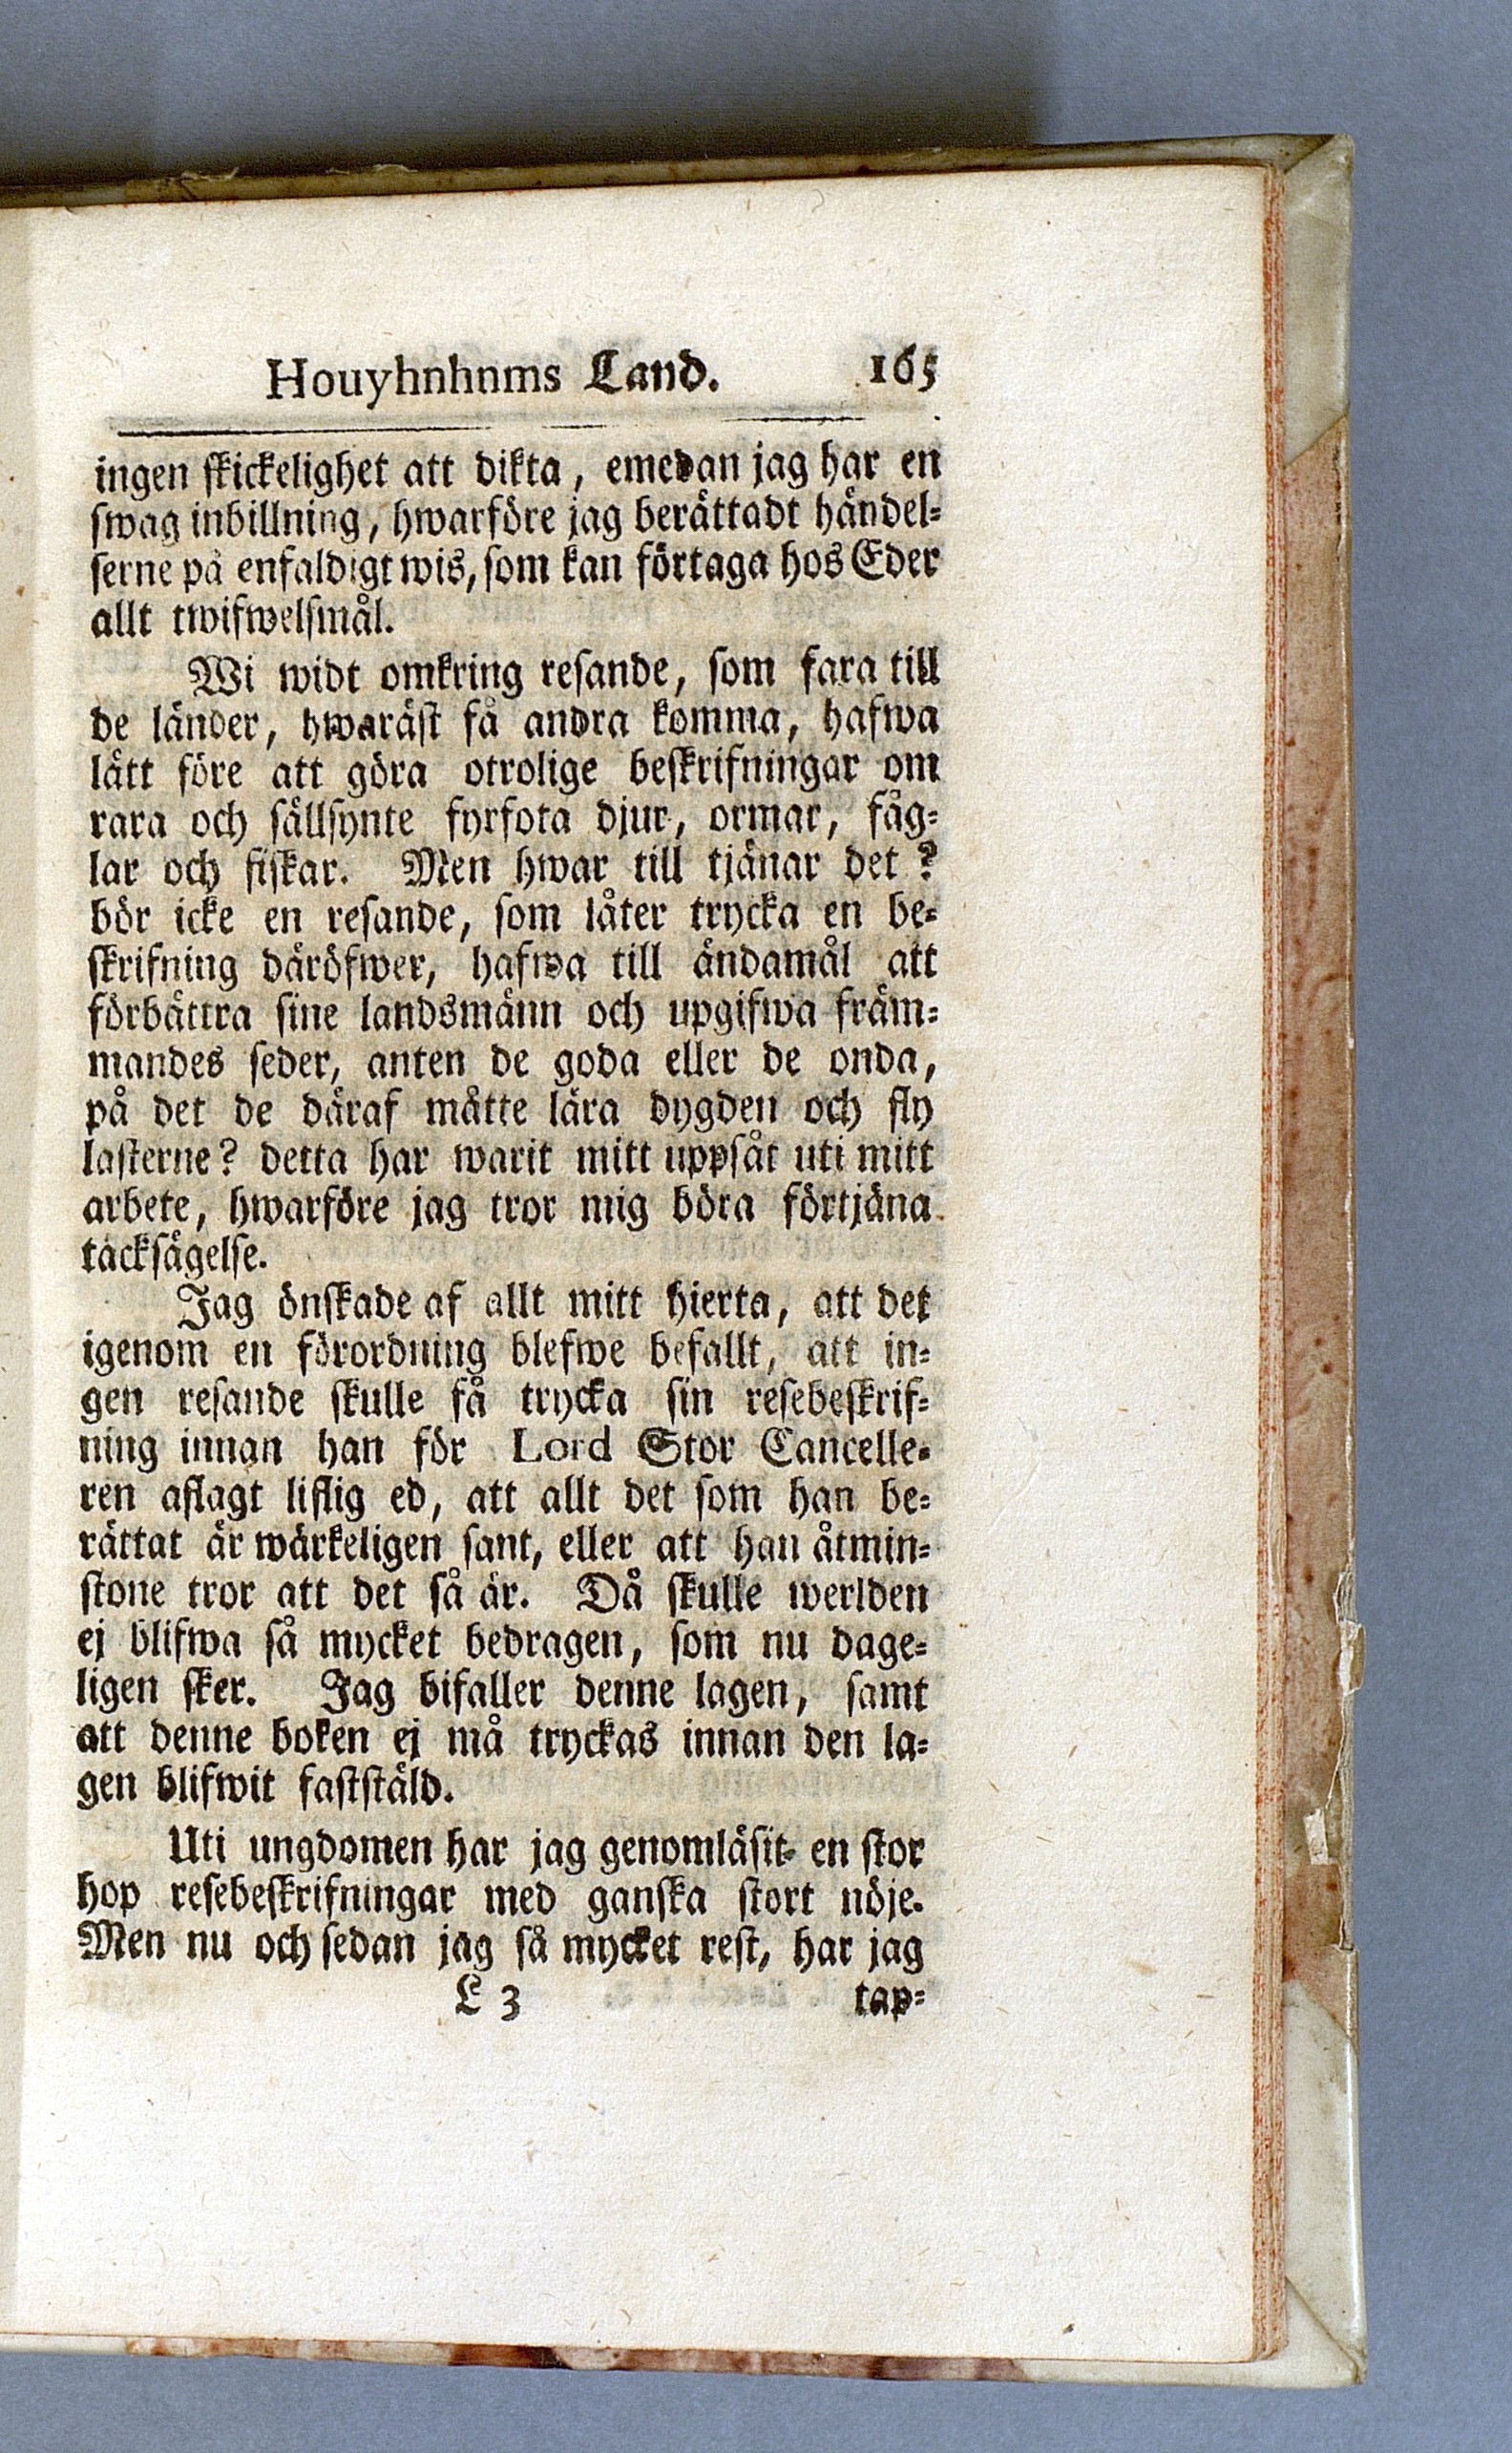 Houyhnhnms Land. 165
ingen skickelighet att dikta, emedan jag har en
swag inbillning, hwarföre jag berättadt händel-
serne på enfaldigt wis, som kan förtaga hos Eder
allt twifwelsmål.
Wi widt omkring resande, som fara till
de länder, hwaräst få andra komma, hafwa
lätt före att göra otrolige beskrifningar om
rara och sällsynte fyrfota djur, ormar, fåg-
lar och fiskar. Men hwar till tjänar det?
bör icke en resande, som låter trycka en be-
skrifning däröfwer, hafwa till ändamål att
förbättra sine landsmänn och upgifwa främ-
mandes seder, anten de goda eller de onda,
på det de däraf måtte lära dygden och fly
lasterne? detta har warit mitt uppsåt uti mitt
arbete, hwarföre jag tror mig böra förtjäna
tacksägelse.
Jag önskade af allt mitt hierta, att det
igenom en förordning blefwe befallt, att in-
gen resande skulle få trycka sin resebeskrif-
ning innan han för Lord Stor Cancelle-
ren aflagt liflig ed, att allt det som han be-
rättat är wärkeligen sant, eller att han åtmin-
stone tror att det så är. Då skulle werlden
ej blifwa så mycket bedragen, som nu dage-
ligen sker. Jag bifaller denne lagen, samt
att denne boken ej må tryckas innan den la-
gen blifwit faststäld.
Uti ungdomen har jag genomläsit en stor
hop resebeskrifningar med ganska stort nöje.
Men nu och sedan jag så mycket rest, har jag
L 3 tap-